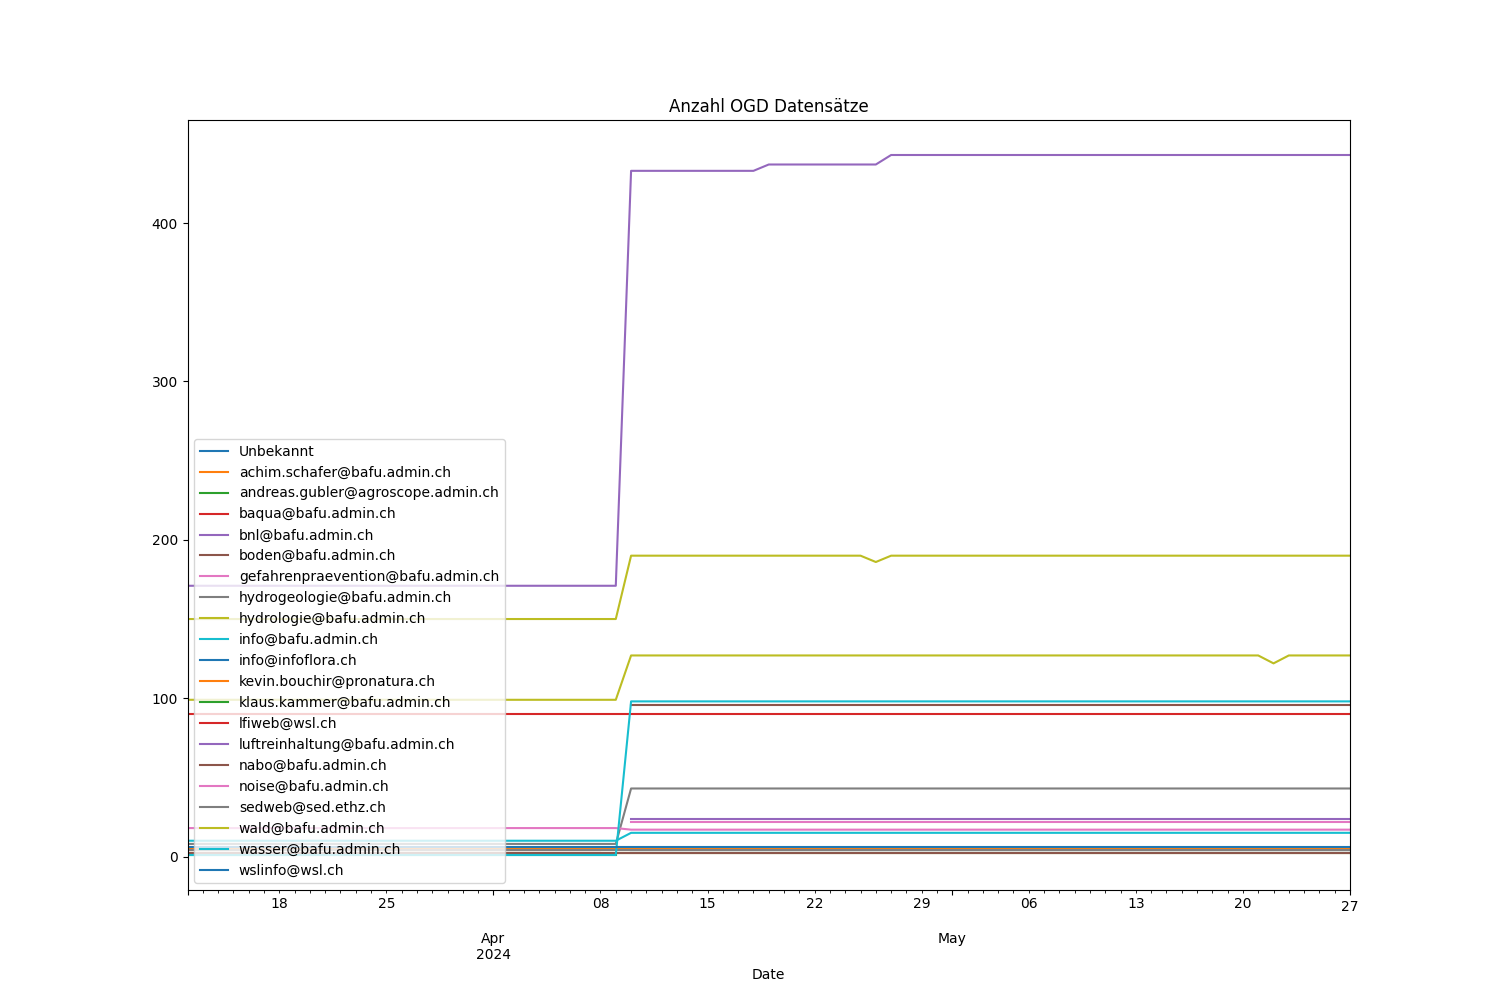 Anzahl OGD Datensätze
400
300
200
100
0
Unbekannt
achim.schafer@bafu.admin.ch
andreas.gubler@agroscope.admin.ch
baqua@bafu.admin.ch
bnl@bafu.admin.ch
boden@bafu.admin.ch
gefahrenpraevention@bafu.admin.ch
hydrogeologie@bafu.admin.ch
hydrologie@bafu.admin.ch
info@bafu.admin.ch
info@infoflora.ch
kevin.bouchir@pronatura.ch
klaus.kammer@bafu.admin.ch
lfiweb@wsl.ch
luftreinhaltung@bafu.admin.ch
nabo@bafu.admin.ch
noise@bafu.admin.ch
sedweb@sed.ethz.ch
wald@bafu.admin.ch
wasser@bafu.admin.ch
wslinfo@wsl.ch
18 25 08 15 22 29 06 13 20 27
Apr May
2024
Date